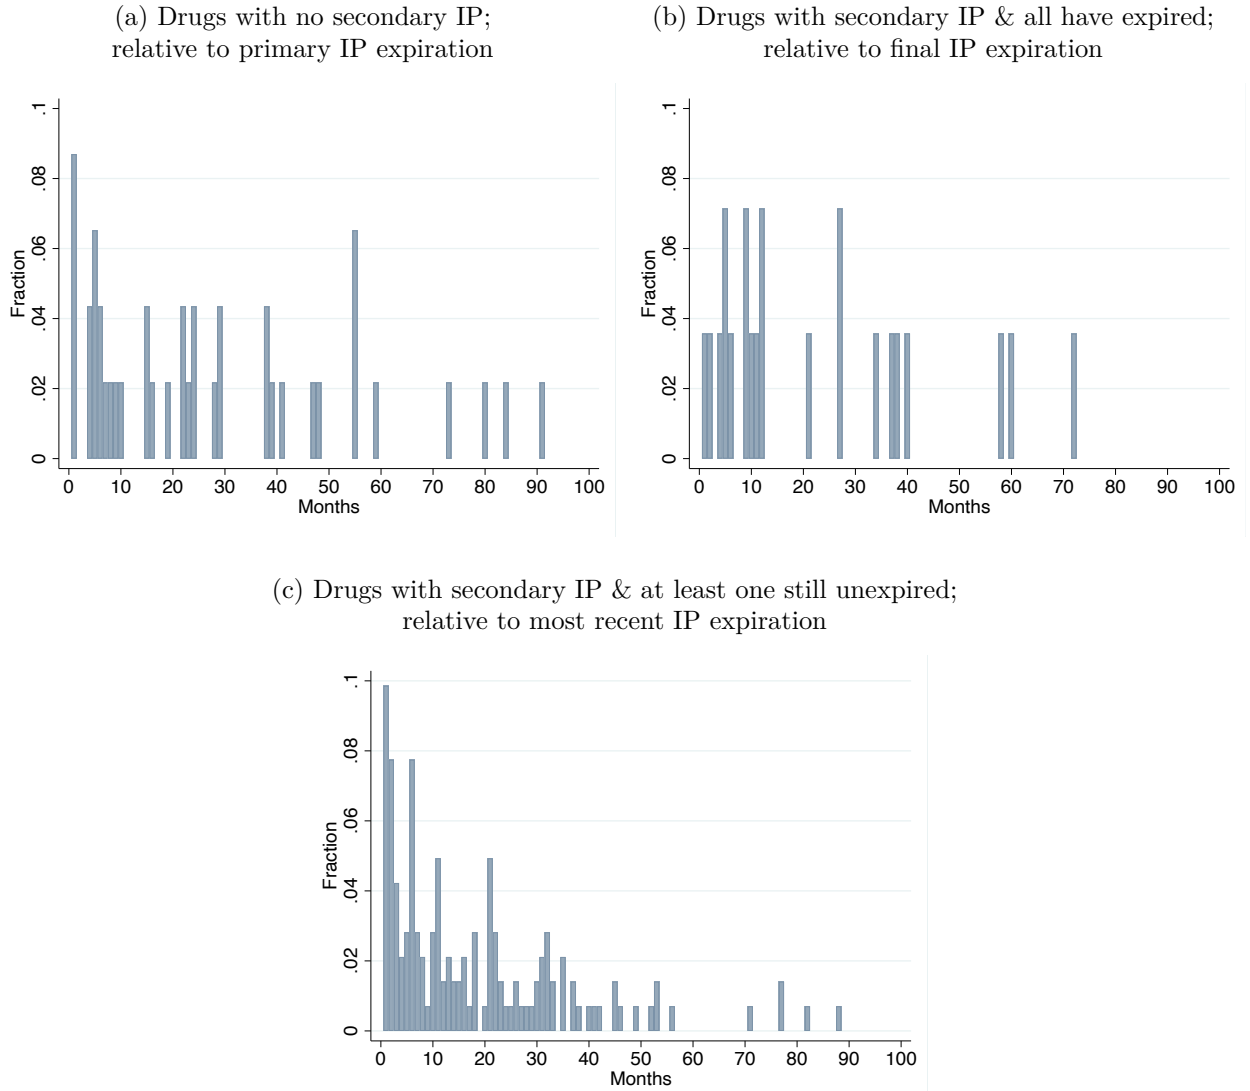 (a) Drugs with no secondary IP;
relative to primary IP expiration
.1
.08
.06
.04
.02
0
Fraction
0 10 20 30 40 50 60 70 80 90 100
Months
(b) Drugs with secondary IP & all have expired;
relative to final IP expiration
.1
.08
.06
.04
.02
0
Fraction
0 10 20 30 40 50 60 70 80 90 100
Months
(c) Drugs with secondary IP & at least one still unexpired;
relative to most recent IP expiration
.1
.08
.06
.04
.02
0
Fraction
0 10 20 30 40 50 60 70 80 90 100
Months